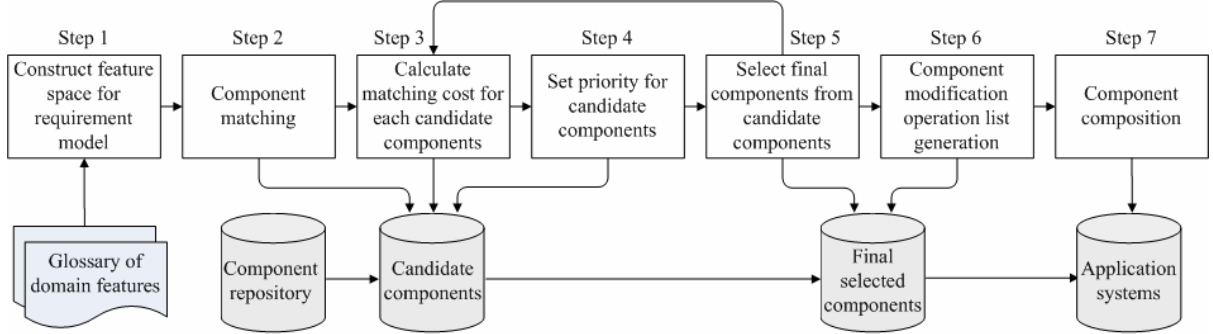 Step 1
Construct feature
space for
requirement
model
Step 2
Component
matching
Step 3
Calculate
matching cost for
each candidate
components
Step 4
Set priority for
candidate
components
Step 5
Select final
components from
candidate
components
Step 6
Component
modification
operation list
generation
Step 7
Component
composition
Glossary of
domain features
Component
repository
Candidate
components
Final
selected
components
Application
systems